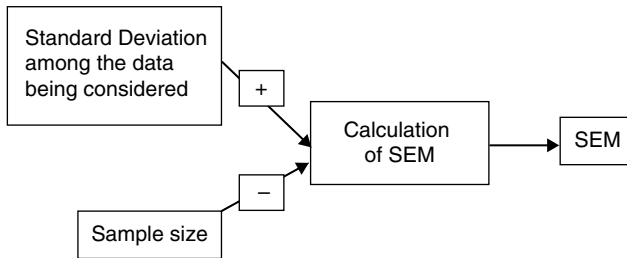 Standard Deviation
among the data
being considered
+
Calculation
of SEM
SEM
–
Sample size